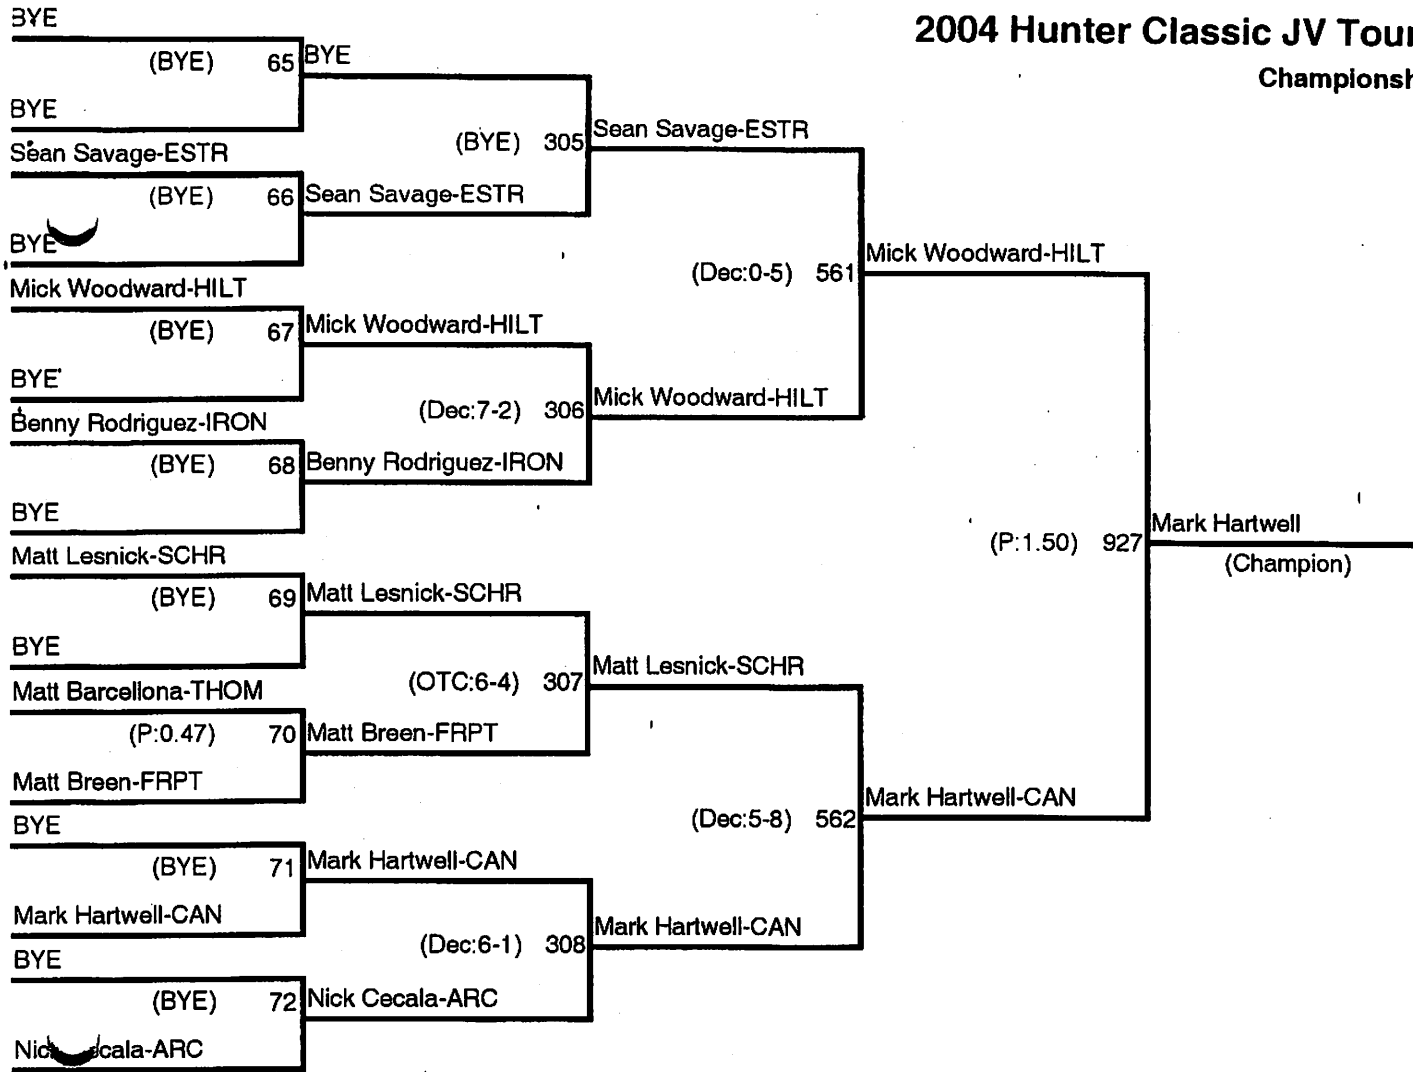 2004 Hunter Classic JV
BYE
(BYE) 65 BYE
BYE
(BYE) 305 Sean Savage-ESTR
Sean Savage-ESTR
(BYE) 66 Sean Savage-ESTR
BYE
(Dec:0-5) 561 Mick Woodward-HILT
Mick Woodward-HILT
(BYE) 67 Mick Woodward-HILT
BYE
(Dec:7-2) 306 Mick Woodward-HILT
Benny Rodriguez-IRON
(BYE) 68 Benny Rodriguez-IRON
BYE
(P:1.50) 927 Mark Hartwell
(Champion)
Matt Lesnick-SCHR
(BYE) 69 Matt Lesnick-SCHR
BYE
(OTC:6-4) 307 Matt Lesnick-SCHR
Matt Barcellona-THOM
(P:0.47) 70 Matt Breen-FRPT
Matt Breen-FRPT
(Dec:5-8) 562 Mark Hartwell-CAN
BYE
(BYE) 71 Mark Hartwell-CAN
Mark Hartwell-CAN
(Dec:6-1) 308 Mark Hartwell-CAN
BYE
(BYE) 72 Nick Cecala-ARC
Nick Cecala-ARC